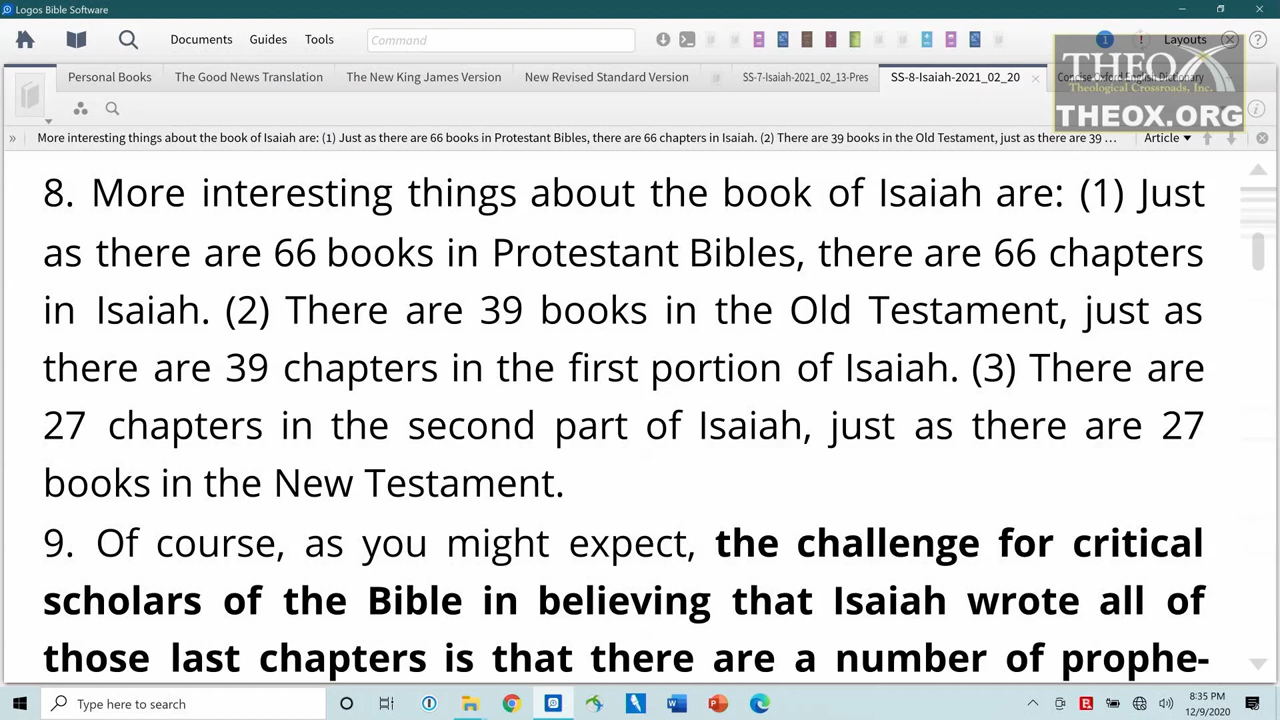 Logos Bible Software
Documents Guides Tools Command Layouts
Personal Books The Good News Translation The New King James Version New Revised Standard Version SS-7-Isaiah-2021_02_13-Pres SS-8-Isaiah-2021_02_20 Concise Oxford English Dictionary
THEO
Theological Crossroads, Inc.
THEOX.ORG
More interesting things about the book of Isaiah are: (1) Just as there are 66 books in Protestant Bibles, there are 66 chapters in Isaiah. (2) There are 39 books in the Old Testament, just as there are 39 ... Article
8. More interesting things about the book of Isaiah are: (1) Just
as there are 66 books in Protestant Bibles, there are 66 chapters
in Isaiah. (2) There are 39 books in the Old Testament, just as
there are 39 chapters in the first portion of Isaiah. (3) There are
27 chapters in the second part of Isaiah, just as there are 27
books in the New Testament.
9. Of course, as you might expect, the challenge for critical
scholars of the Bible in believing that Isaiah wrote all of
those last chapters is that there are a number of prophe-
Type here to search
8:35 PM
12/9/2020